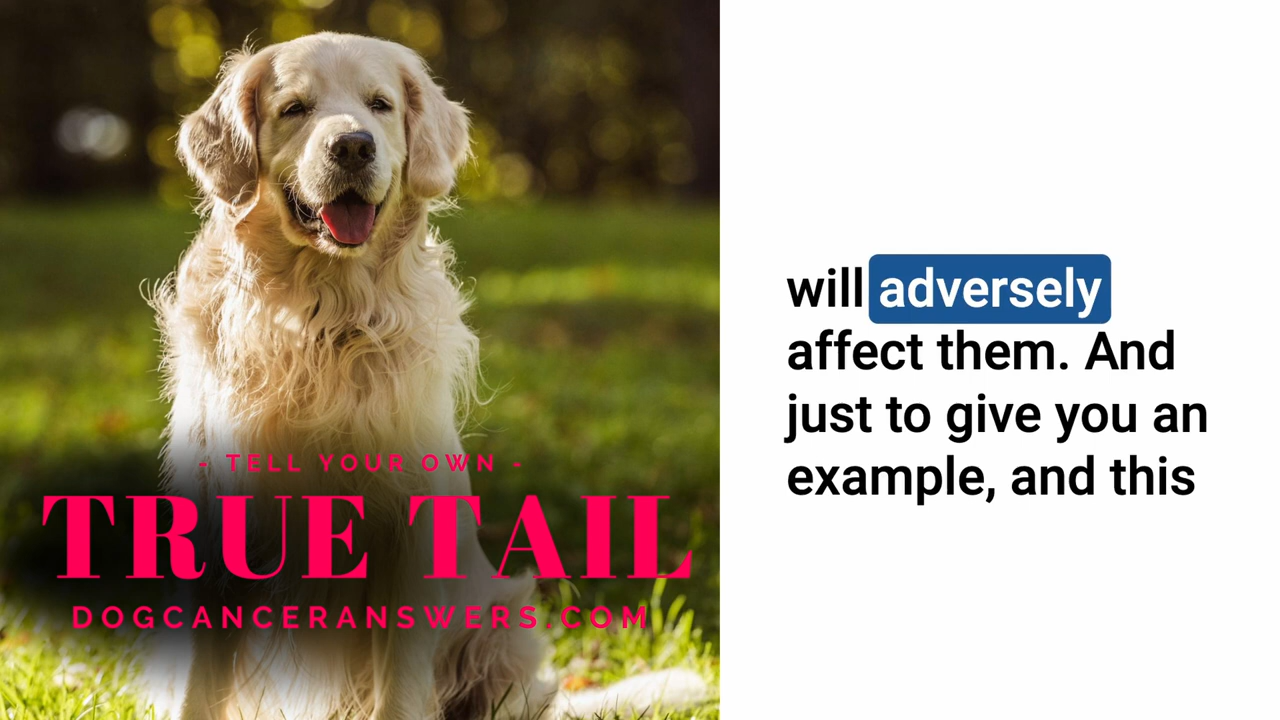 - TELL YOUR OWN -
TRUE TAIL
DOGCANCERANSWERS.COM
will adversely
affect them. And
just to give you an
example, and this